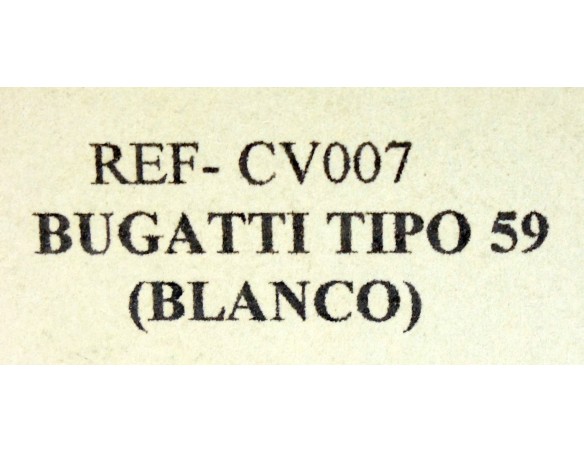 REF- CV007
BUGATTI TIPO 59
(BLANCO)